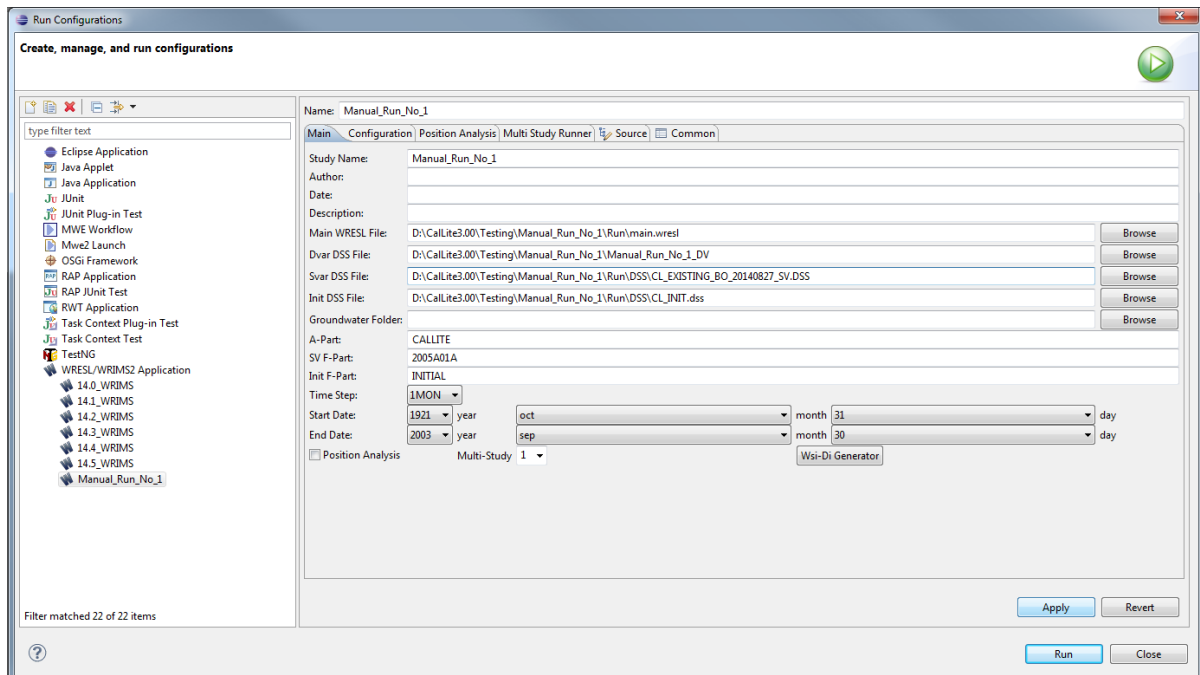 Run Configurations
Create, manage, and run configurations
type filter text
Eclipse Application
Java Applet
Java Application
JUnit
JUnit Plug-in Test
MWE Workflow
Mwe2 Launch
OSGi Framework
RAP Application
RAP JUnit Test
RWT Application
Task Context Plug-in Test
Task Context Test
TestNG
WRESL/WRIMS2 Application
14.0_WRIMS
14.1_WRIMS
14.2_WRIMS
14.3_WRIMS
14.4_WRIMS
14.5_WRIMS
Manual_Run_No_1
Filter matched 22 of 22 items
Name: Manual_Run_No_1
Main Configuration Position Analysis Multi Study Runner Source Common
Study Name: Manual_Run_No_1
Author:
Date:
Description:
Main WRESL File: D:\CalLite3.00\Testing\Manual_Run_No_1\Run\main.wresl Browse
Dvar DSS File: D:\CalLite3.00\Testing\Manual_Run_No_1\Manual_Run_No_1_DV Browse
Svar DSS File: D:\CalLite3.00\Testing\Manual_Run_No_1\Run\DSS\CL_EXISTING_BO_20140827_SV.DSS Browse
Init DSS File: D:\CalLite3.00\Testing\Manual_Run_No_1\Run\DSS\CL_INIT.dss Browse
Groundwater Folder: Browse
A-Part: CALLITE
SV F-Part: 2005A01A
Init F-Part: INITIAL
Time Step: 1MON
Start Date: 1921 year oct month 31 day
End Date: 2003 year sep month 30 day
Position Analysis Multi-Study 1 Wsi-Di Generator
Apply Revert
? Run Close